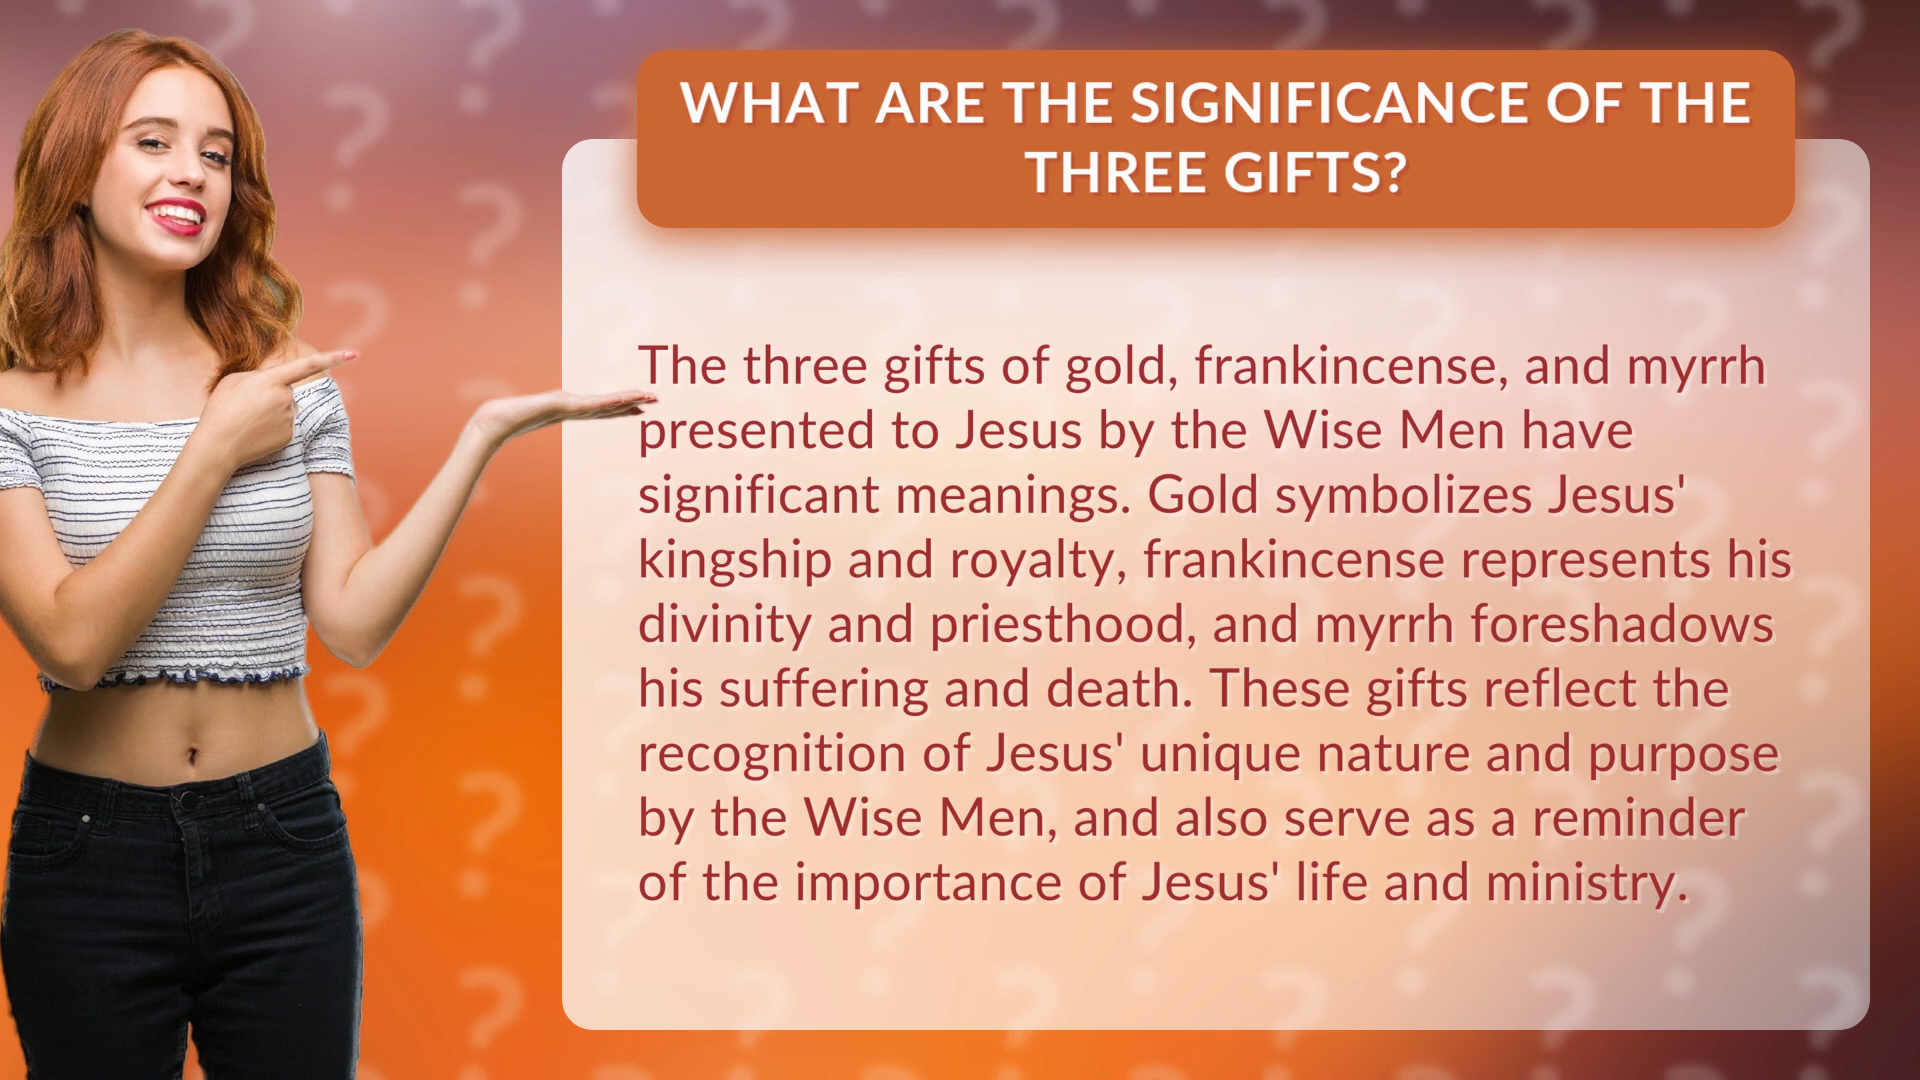 WHAT ARE THE SIGNIFICANCE OF THE
THREE GIFTS?
The three gifts of gold, frankincense, and myrrh
presented to Jesus by the Wise Men have
significant meanings. Gold symbolizes Jesus'
kingship and royalty, frankincense represents his
divinity and priesthood, and myrrh foreshadows
his suffering and death. These gifts reflect the
recognition of Jesus' unique nature and purpose
by the Wise Men, and also serve as a reminder
of the importance of Jesus' life and ministry.